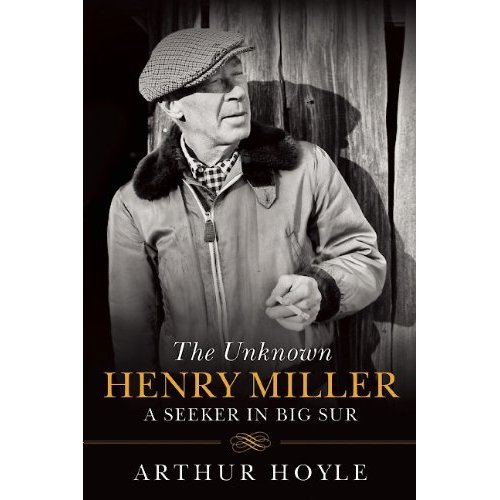 The Unknown
HENRY MILLER
A SEEKER IN BIG SUR
ARTHUR HOYLE